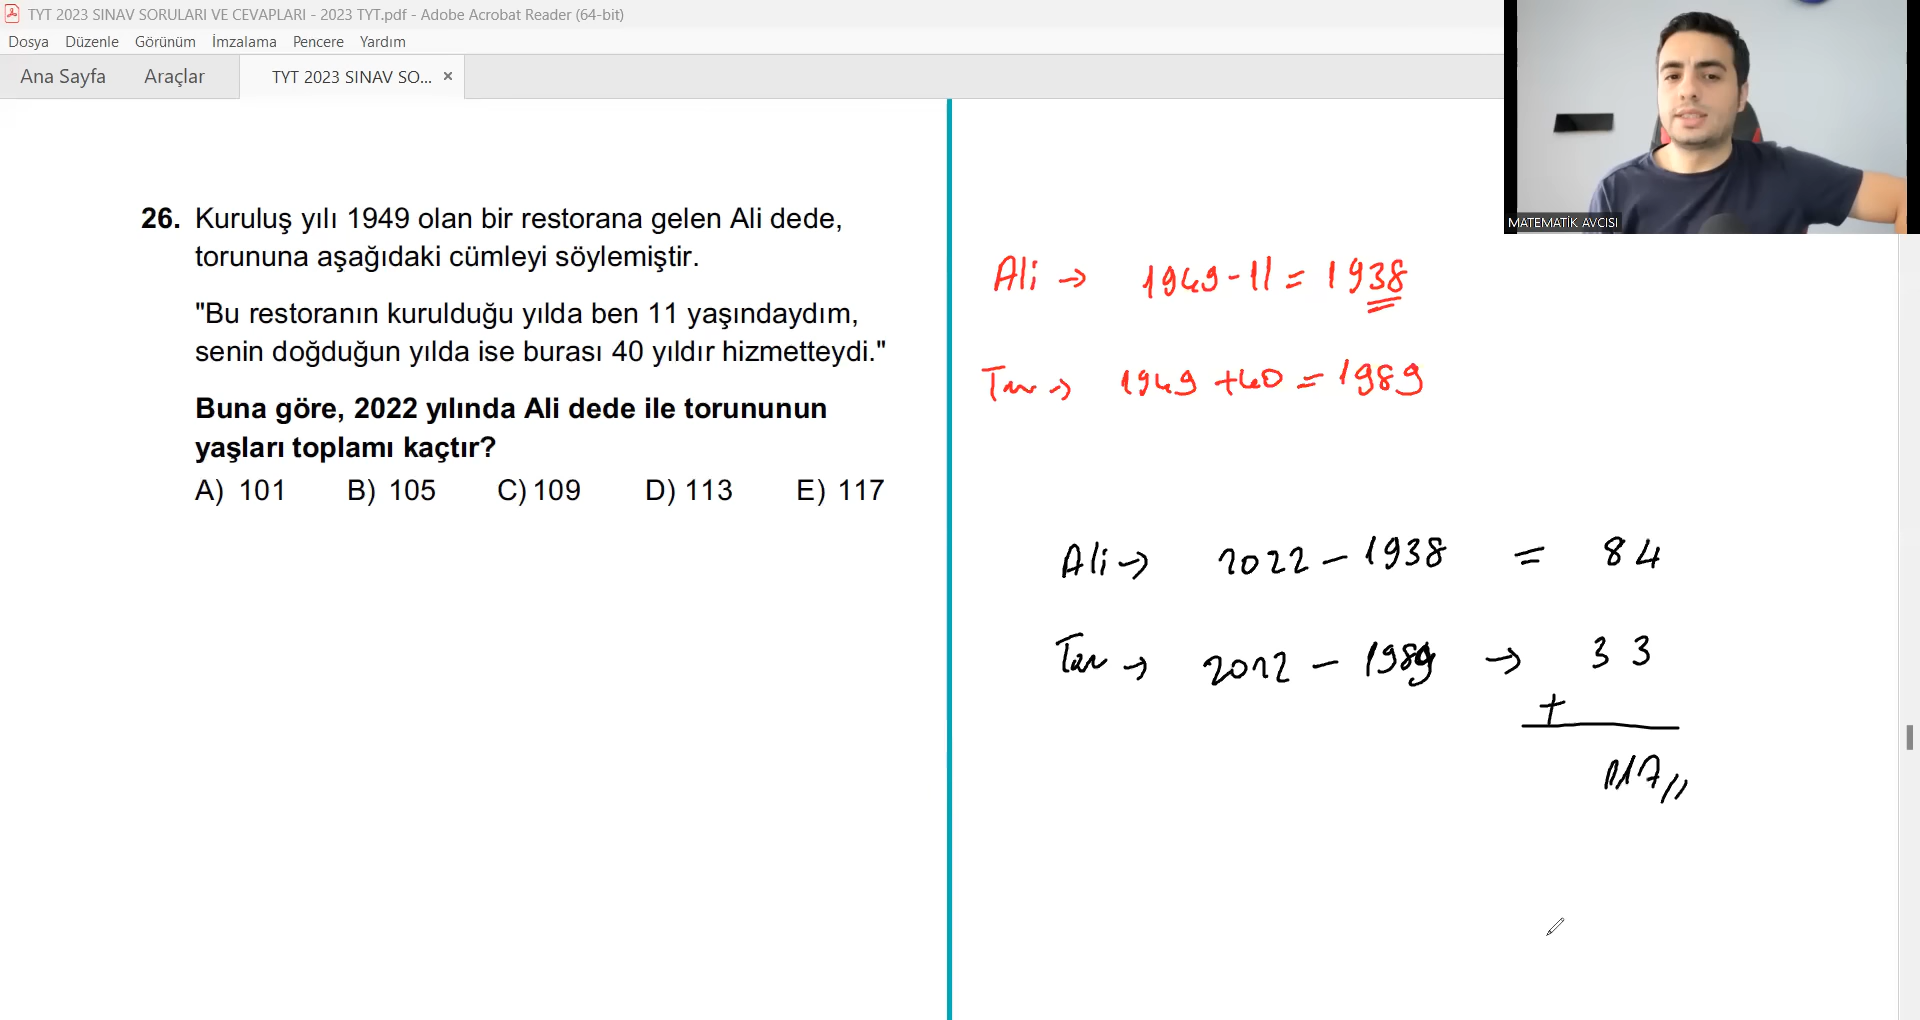 TYT 2023 SINAV SORULARI VE CEVAPLARI - 2023 TYT.pdf - Adobe Acrobat Reader (64-bit)
Dosya Düzenle Görünüm İmzalama Pencere Yardım
Ana Sayfa Araçlar TYT 2023 SINAV SO... ×
MATEMATİK AVCISI
26. Kuruluş yılı 1949 olan bir restorana gelen Ali dede,
torununa aşağıdaki cümleyi söylemiştir.
"Bu restoranın kurulduğu yılda ben 11 yaşındaydım,
senin doğduğun yılda ise burası 40 yıldır hizmetteydi."
Buna göre, 2022 yılında Ali dede ile torununun
yaşları toplamı kaçtır?
A) 101 B) 105 C) 109 D) 113 E) 117
Ali → 1949 - 11 = 1938
Tor → 1949 + 40 = 1989
Ali → 2022 - 1938 = 84
Tor → 2022 - 1989 → 33
+
117 //